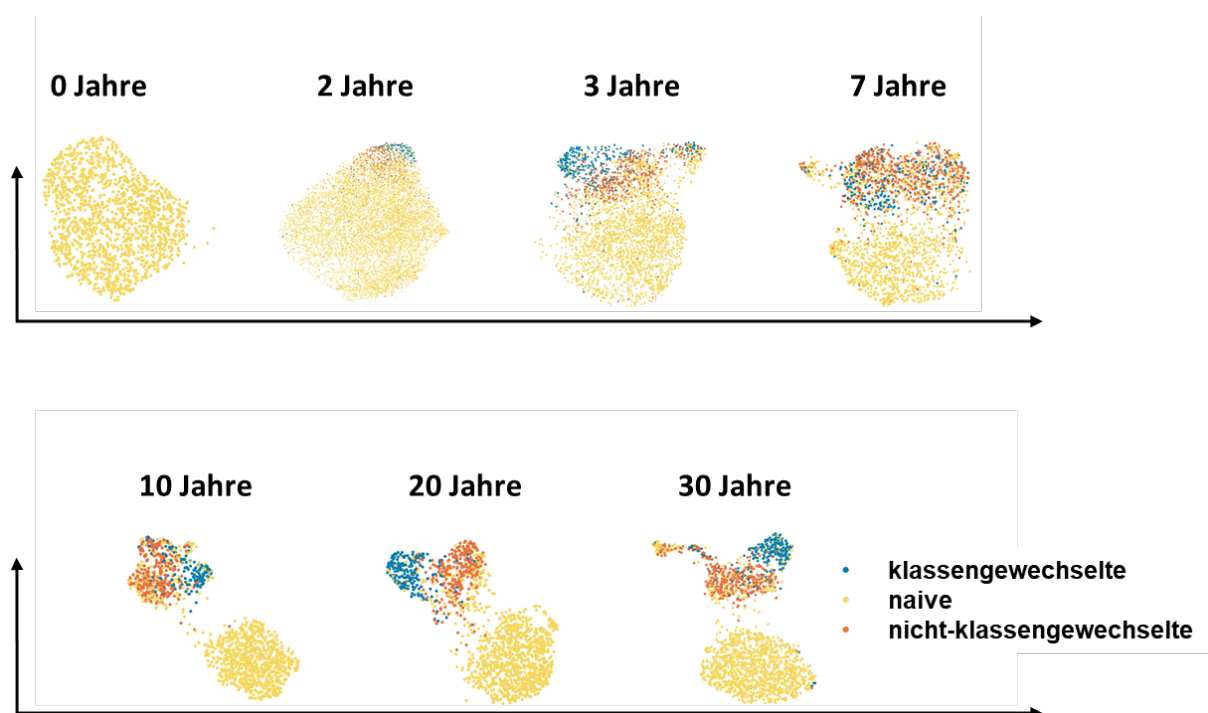 0 Jahre
2 Jahre
3 Jahre
7 Jahre
10 Jahre
20 Jahre
30 Jahre
klassengewechselte
naive
nicht-klassengewechselte